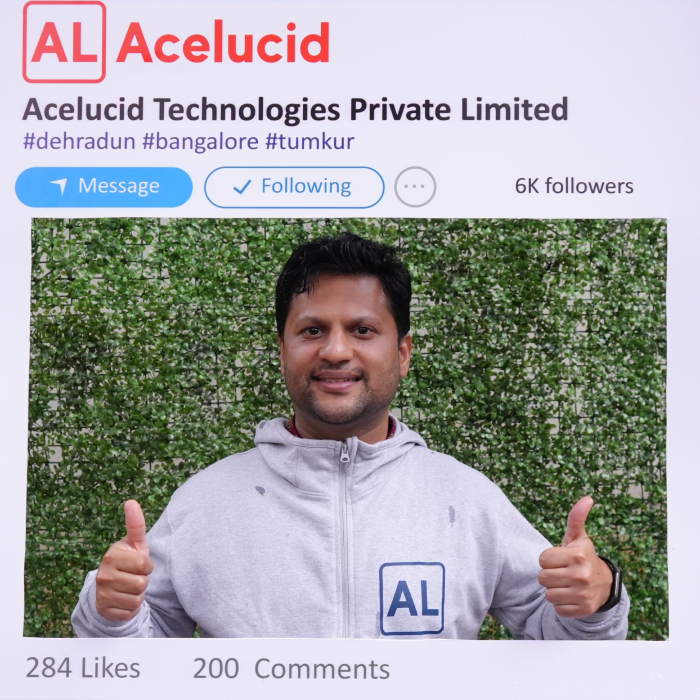 AL Acelucid
Acelucid Technologies Private Limited
#dehradun #bangalore #tumkur
Message Following 6K followers
AL
284 Likes 200 Comments